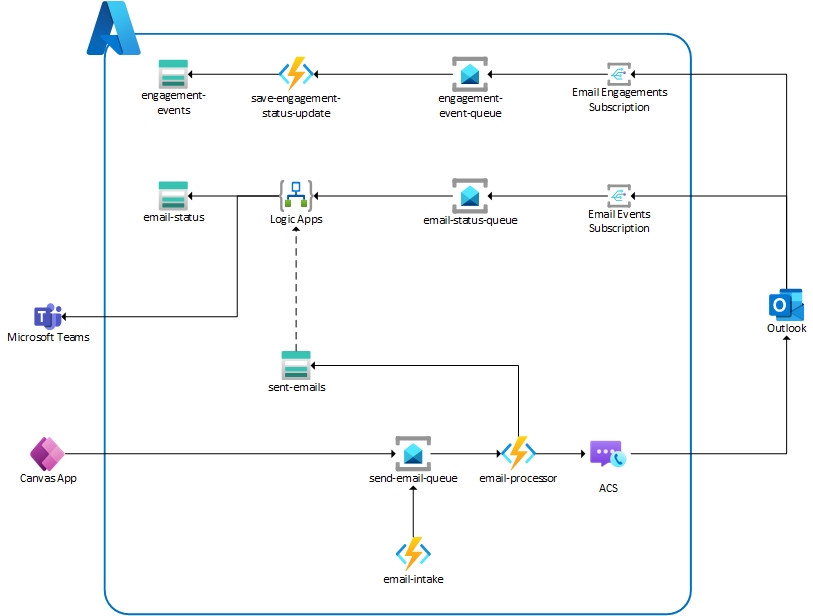 engagement-
events
save-engagement-
status-update
engagement-
event-queue
Email Engagements
Subscription
email-status
Logic Apps
email-status-queue
Email Events
Subscription
T
Microsoft Teams
O
Outlook
sent-emails
Canvas App
send-email-queue
email-processor
ACS
email-intake